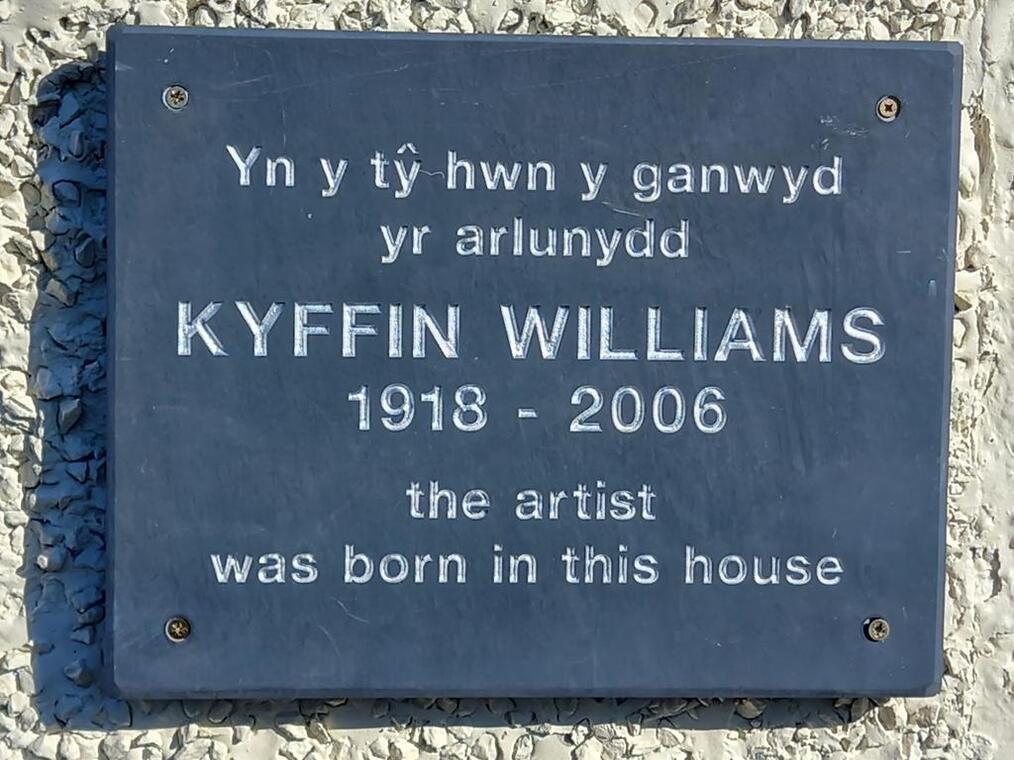 Yn y tŷ hwn y ganwyd
yr arlunydd
KYFFIN WILLIAMS
1918 - 2006
the artist
was born in this house